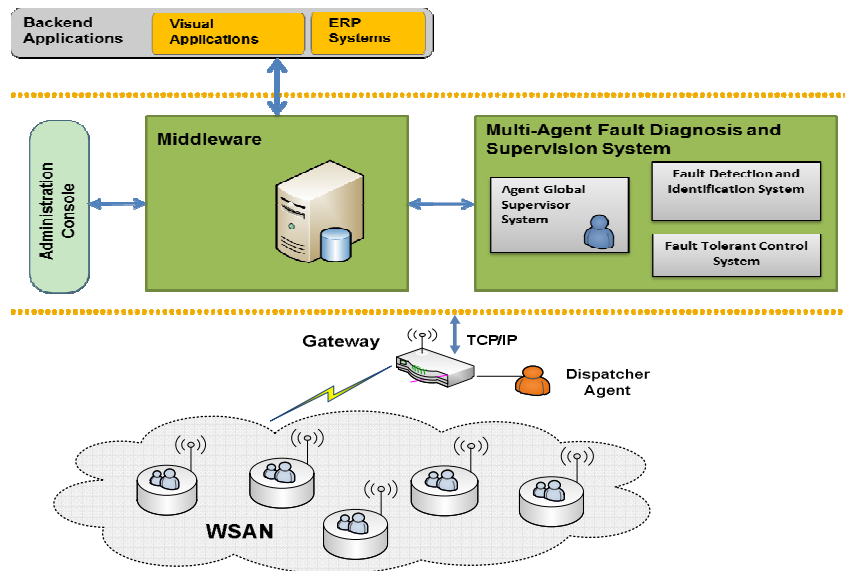 Backend
Applications
Visual
Applications
ERP
Systems
Administration
Console
Middleware
Multi-Agent Fault Diagnosis and
Supervision System
Agent Global
Supervisor
System
Fault Detection and
Identification System
Fault Tolerant Control
System
Gateway
TCP/IP
Dispatcher
Agent
WSAN